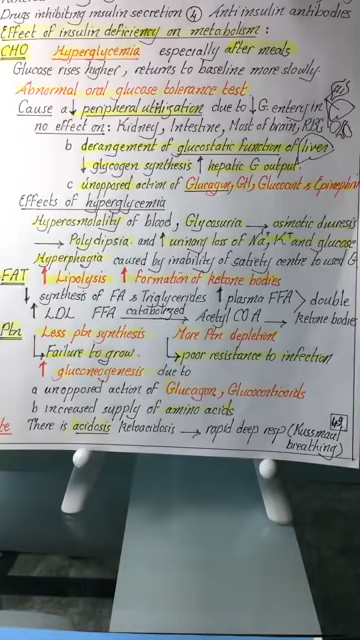 Drugs inhibiting insulin secretion ④ Anti insulin antibodies
Effect of insulin deficiency on metabolism :
CHO Hyperglycemia especially after meals
Glucose rises higher, returns to baseline more slowly.
Abnormal oral glucose tolerance test
Cause a ↓ peripheral utilization due to ↓ G. entery in
no effect on : Kidney, Intestine, Most of brain, RBC
b derangement of glucostatic function of liver
↓ glycogen synthesis ↑ hepatic G output.
c unopposed action of Glucagon, GH, Glucocort. & Epinephrin
Effects of hyperglycemia
Hyperosmolality of blood, Glycosuria → osmotic diuresis
→ Polydipsia and ↑ urinary loss of Na⁺, K⁺ and glucose
Hyperphagia caused by inability of satiety centre to used G
FAT ↑ Lipolysis ↑ Formation of ketone bodies
↓ synthesis of FA & Triglycerides ↑ plasma FFA > double
↑ LDL FFA catabolized → Acetyl CO A → ketone bodies
Ptn Less ptn synthesis More Ptn depletion
↳ Failure to grow. ↳ poor resistance to infection
↑ gluconeogenesis due to
a unopposed action of Glucagon, Glucocorticoids
b increased supply of amino acids
There is acidosis ketoacidosis → rapid deep resp (Kussmaul
breathing)
49